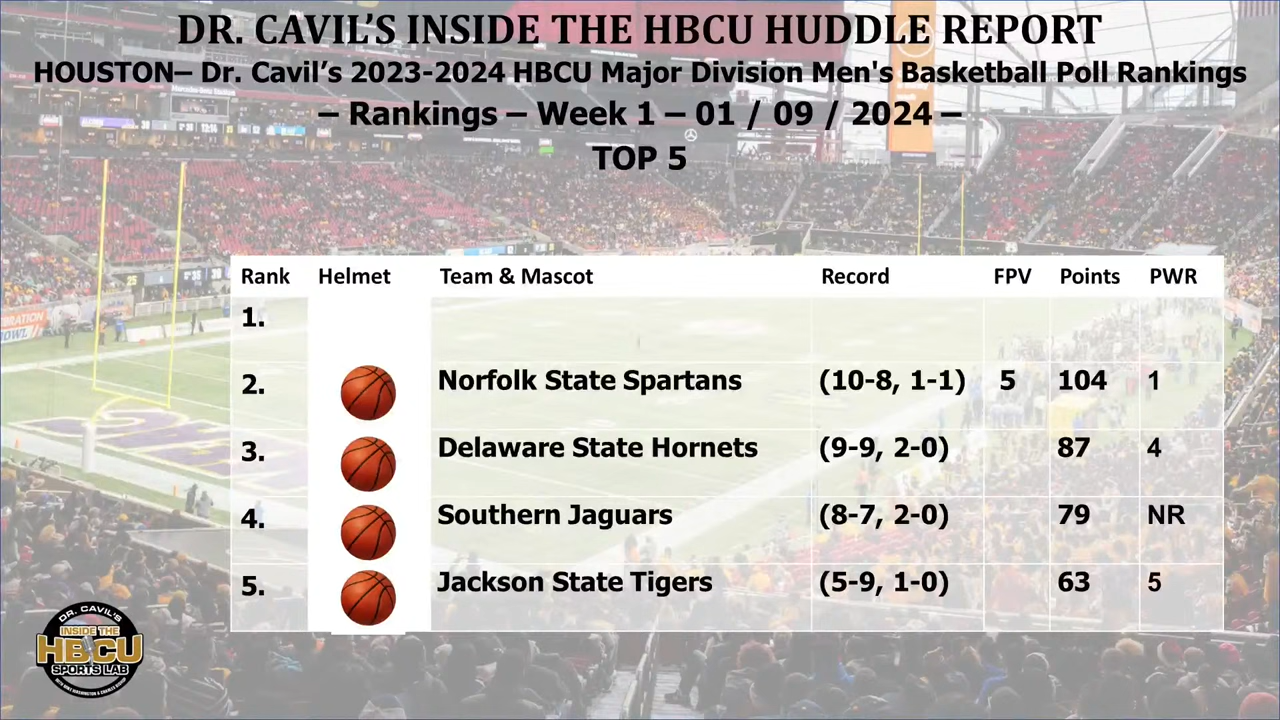 DR. CAVIL'S INSIDE THE HBCU HUDDLE REPORT
HOUSTON– Dr. Cavil's 2023-2024 HBCU Major Division Men's Basketball Poll Rankings
– Rankings – Week 1 – 01 / 09 / 2024 –
TOP 5
Rank Helmet Team & Mascot Record FPV Points PWR
1.
2. Norfolk State Spartans (10-8, 1-1) 5 104 1
3. Delaware State Hornets (9-9, 2-0) 87 4
4. Southern Jaguars (8-7, 2-0) 79 NR
5. Jackson State Tigers (5-9, 1-0) 63 5
DR. CAVIL'S
INSIDE THE
HBCU
SPORTS LAB